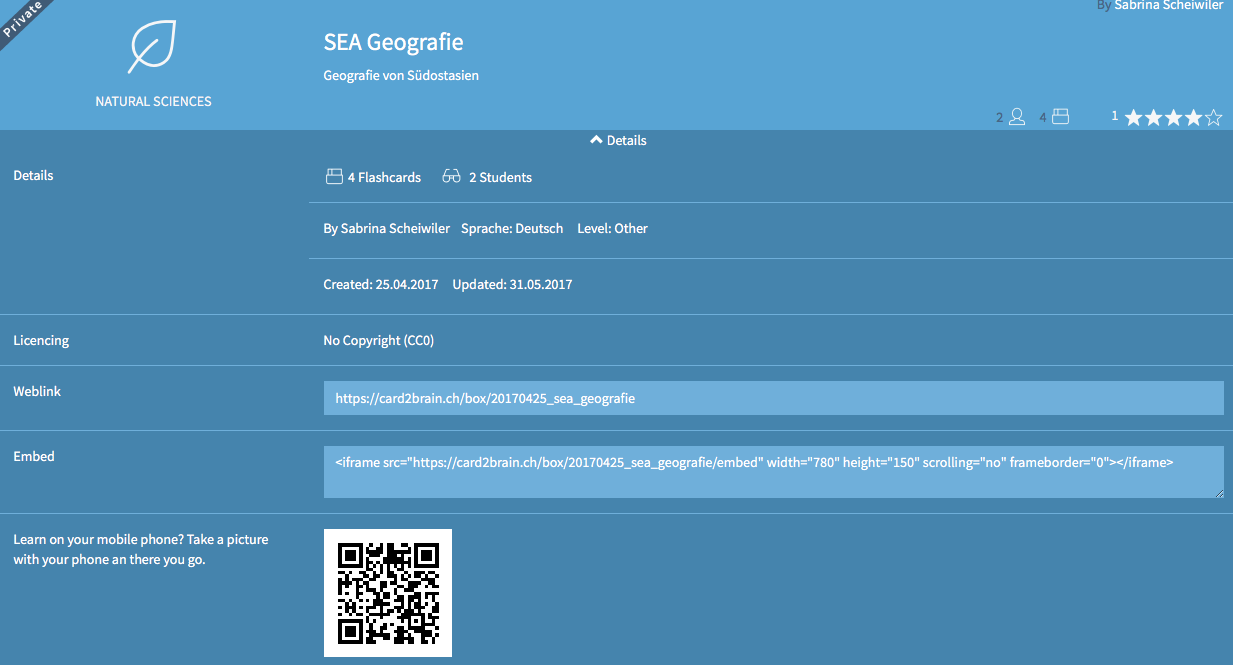 Private
By Sabrina Scheiwiler
SEA Geografie
Geografie von Südostasien
NATURAL SCIENCES
2 4 1
Details
Details
4 Flashcards 2 Students
By Sabrina Scheiwiler Sprache: Deutsch Level: Other
Created: 25.04.2017 Updated: 31.05.2017
Licencing No Copyright (CC0)
Weblink https://card2brain.ch/box/20170425_sea_geografie
Embed <iframe src="https://card2brain.ch/box/20170425_sea_geografie/embed" width="780" height="150" scrolling="no" frameborder="0"></iframe>
Learn on your mobile phone? Take a picture
with your phone an there you go.